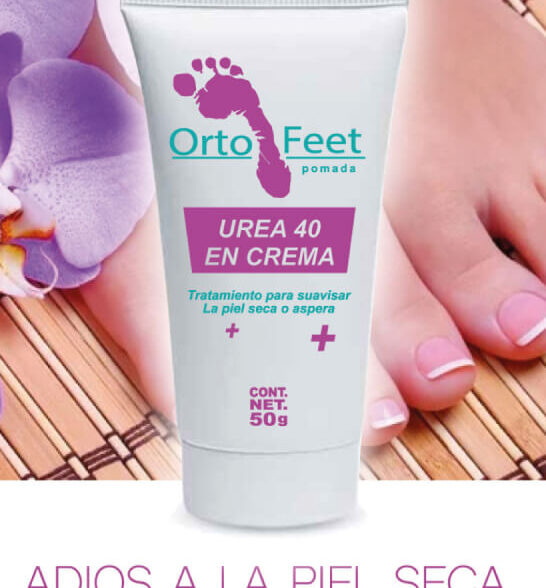 Orto Feet
pomada
UREA 40
EN CREMA
Tratamiento para suavisar
La piel seca o aspera
CONT.
NET.
50g
ADIOS A LA PIEL SECA